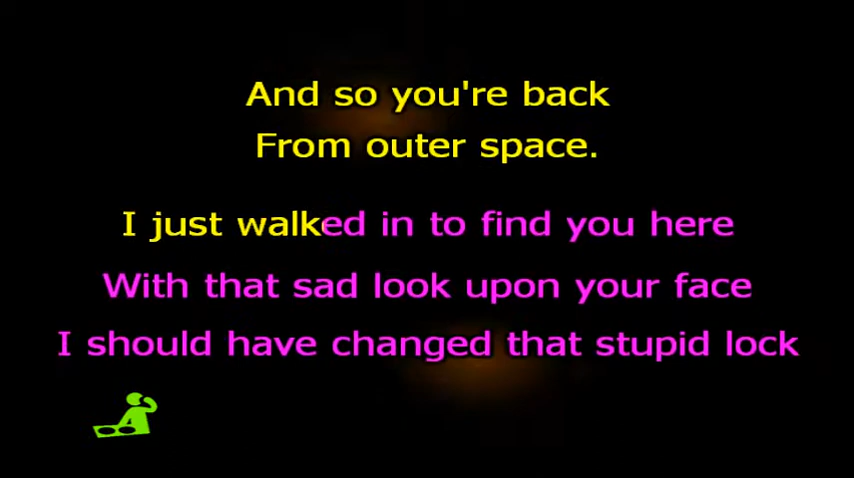 And so you're back
From outer space.
I just walked in to find you here
With that sad look upon your face
I should have changed that stupid lock